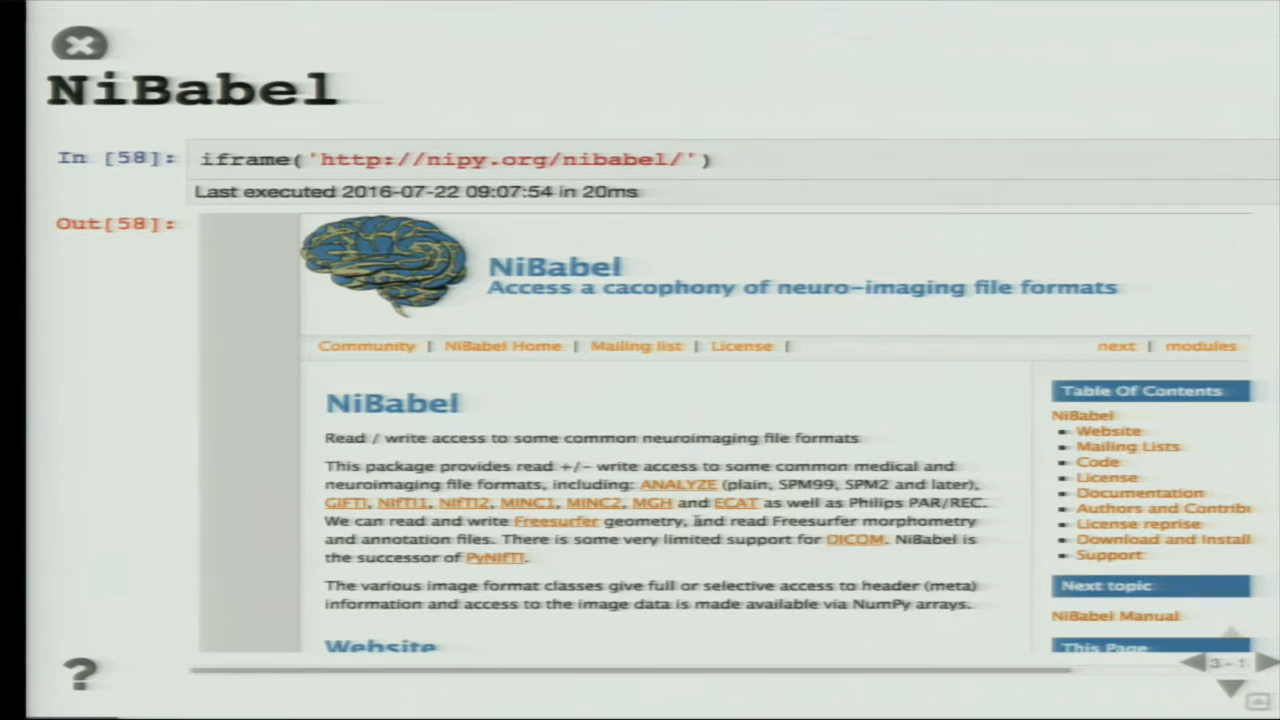 NiBabel
In [58]: iframe('http://nipy.org/nibabel/')
Last executed 2016-07-22 09:07:54 in 20ms
Out[58]:
NiBabel
Access a cacophony of neuro-imaging file formats
Community | NiBabel Home | Mailing list | License |
next | modules
NiBabel
Read / write access to some common neuroimaging file formats
This package provides read +/- write access to some common medical and
neuroimaging file formats, including: ANALYZE (plain, SPM99, SPM2 and later),
GIFTI, NIfTI1, NIfTI2, MINC1, MINC2, MGH and ECAT as well as Philips PAR/REC.
We can read and write Freesurfer geometry, and read Freesurfer morphometry
and annotation files. There is some very limited support for DICOM. NiBabel is
the successor of PyNIfTI.
The various image format classes give full or selective access to header (meta)
information and access to the image data is made available via NumPy arrays.
Website
Table Of Contents
NiBabel
Website
Mailing Lists
Code
License
Documentation
Authors and Contrib
License reprise
Download and Install
Support
Next topic
NiBabel Manual
This Page
?
3 - 1